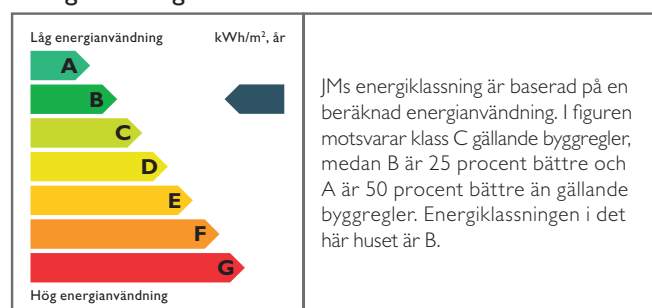 Låg energianvändning
kWh/m², år
A
B
C
D
E
F
G
Hög energianvändning
JMs energiklassning är baserad på en
beräknad energianvändning. I figuren
motsvarar klass C gällande byggregler,
medan B är 25 procent bättre och
A är 50 procent bättre än gällande
byggregler. Energiklassningen i det
här huset är B.